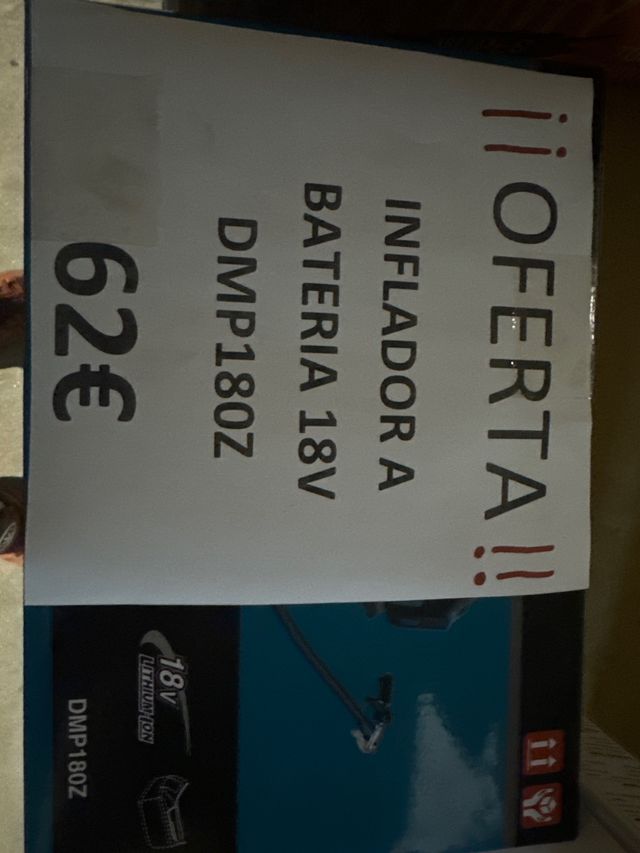 ¡¡OFERTA!!
INFLADOR A
BATERIA 18V
DMP180Z
62€
18V
LITHIUM-ION
DMP180Z